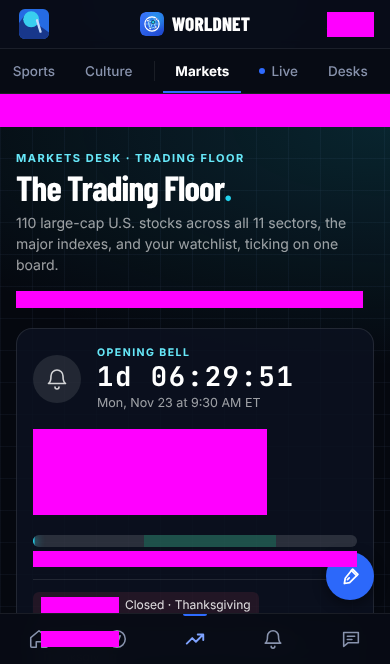 WORLDNET
Sports Culture Markets Live Desks
MARKETS DESK · TRADING FLOOR
The Trading Floor.
110 large-cap U.S. stocks across all 11 sectors, the
major indexes, and your watchlist, ticking on one
board.
OPENING BELL
1d 06:29:51
Mon, Nov 23 at 9:30 AM ET
Closed · Thanksgiving